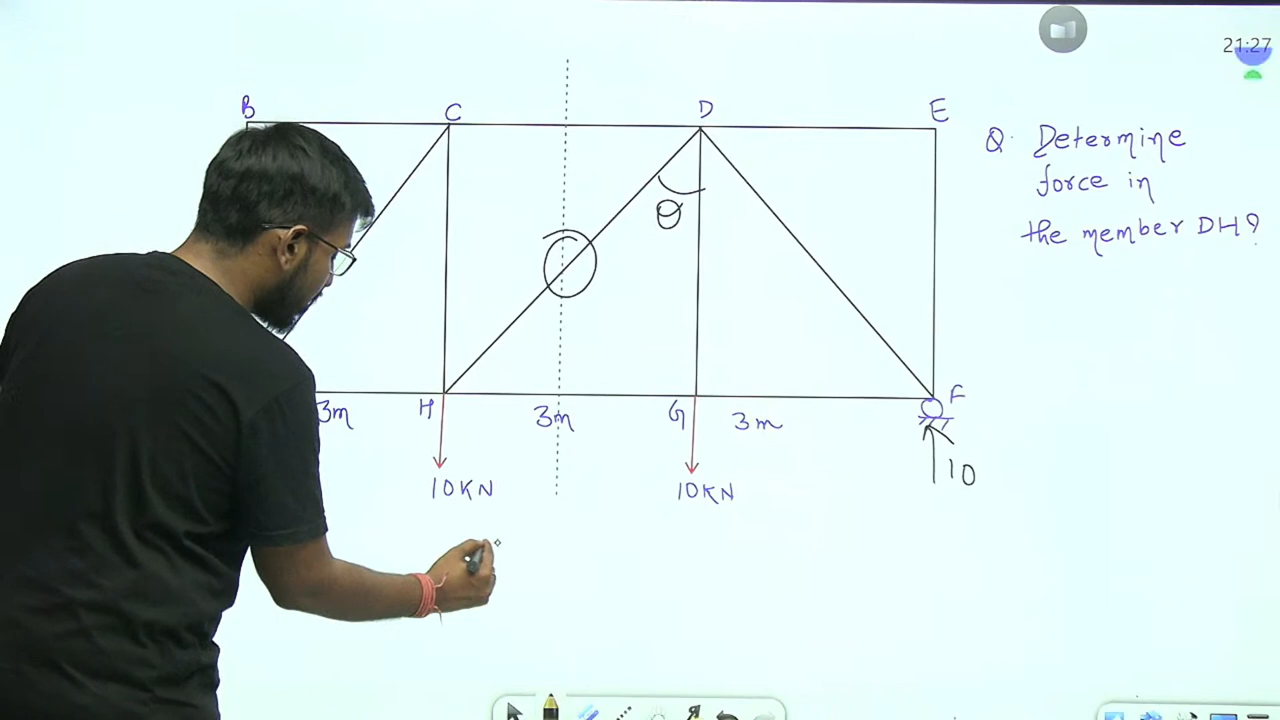 21:27
B
C
D
E
Q. Determine
force in
the member DH?
θ
3m
H
3m
G
3m
F
10KN
10KN
10